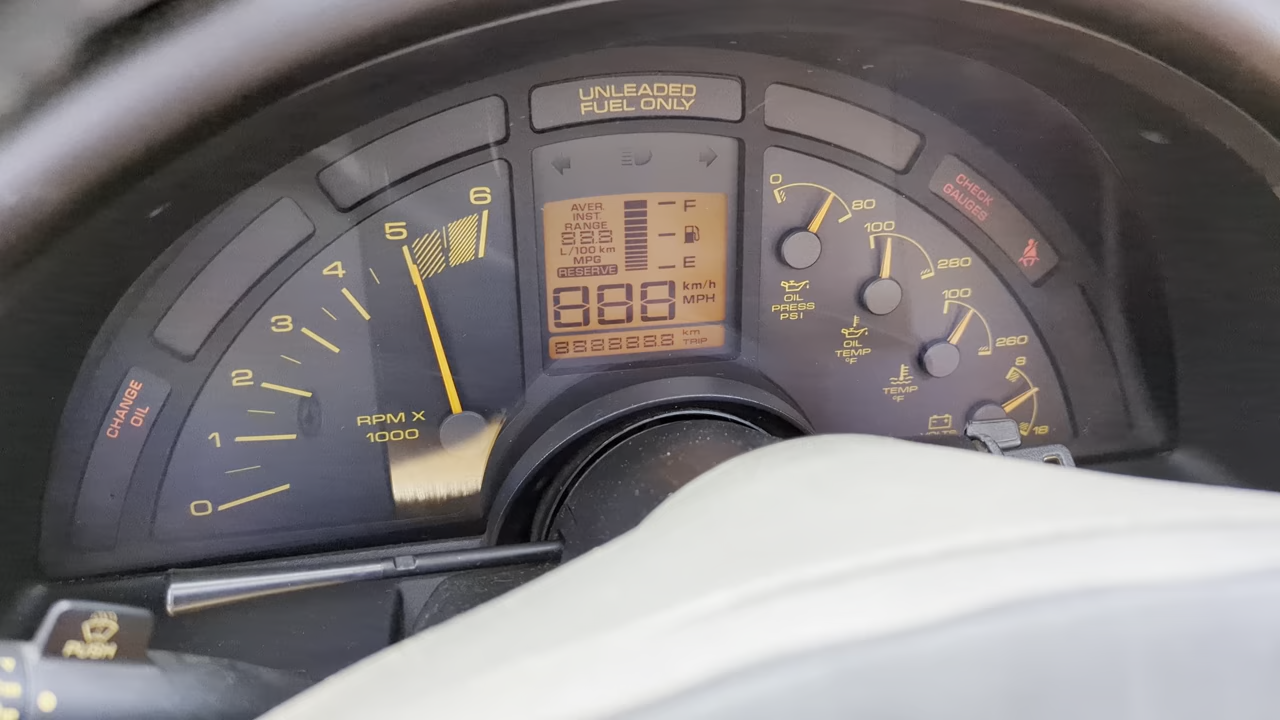 UNLEADED
FUEL ONLY
CHECK
GAUGES
CHANGE
OIL
0
1
2
3
4
5
6
RPM X
1000
AVER.
INST.
RANGE
888
L/100 km
MPG
RESERVE
F
E
888
km/h
MPH
8888888
km
TRIP
0
80
OIL
PRESS
PSI
100
280
OIL
TEMP
°F
100
260
TEMP
°F
8
18
PUSH